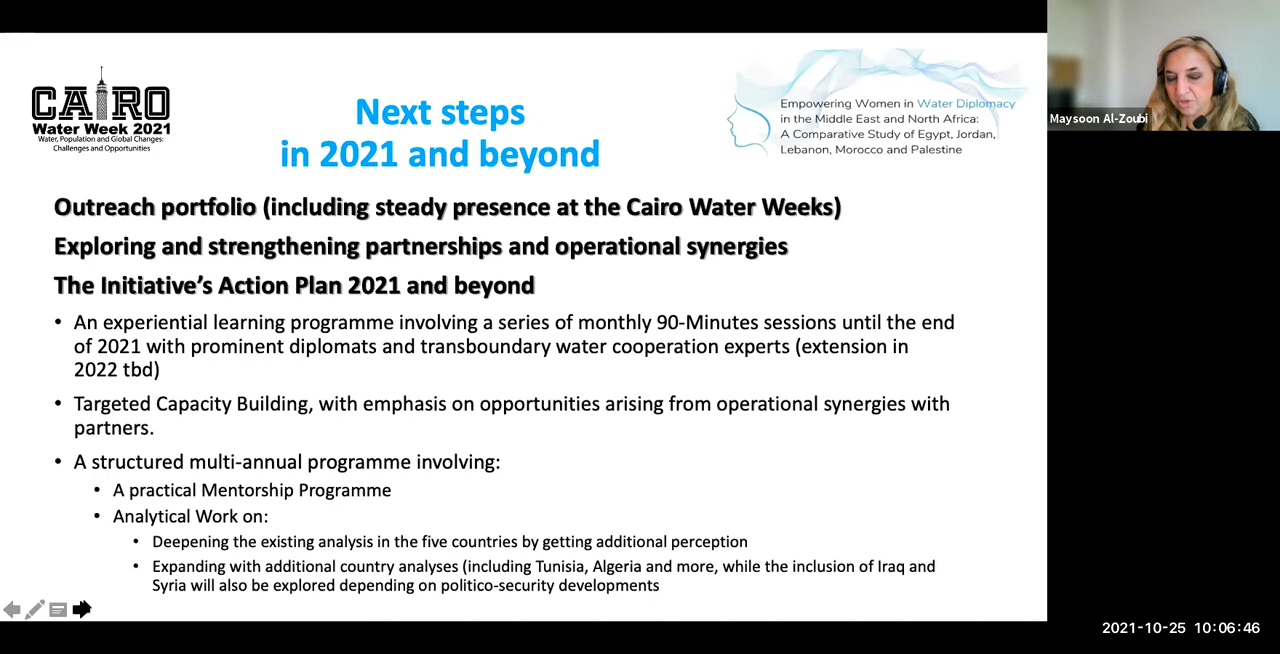 CAIRO
Water Week 2021
Water, Population and Global Changes:
Challenges and Opportunities
Next steps
in 2021 and beyond
Empowering Women in Water Diplomacy
in the Middle East and North Africa:
A Comparative Study of Egypt, Jordan,
Lebanon, Morocco and Palestine
Maysoon Al-Zoubi
Outreach portfolio (including steady presence at the Cairo Water Weeks)
Exploring and strengthening partnerships and operational synergies
The Initiative's Action Plan 2021 and beyond
• An experiential learning programme involving a series of monthly 90-Minutes sessions until the end
of 2021 with prominent diplomats and transboundary water cooperation experts (extension in
2022 tbd)
• Targeted Capacity Building, with emphasis on opportunities arising from operational synergies with
partners.
• A structured multi-annual programme involving:
• A practical Mentorship Programme
• Analytical Work on:
• Deepening the existing analysis in the five countries by getting additional perception
• Expanding with additional country analyses (including Tunisia, Algeria and more, while the inclusion of Iraq and
Syria will also be explored depending on politico-security developments
2021-10-25 10:06:46